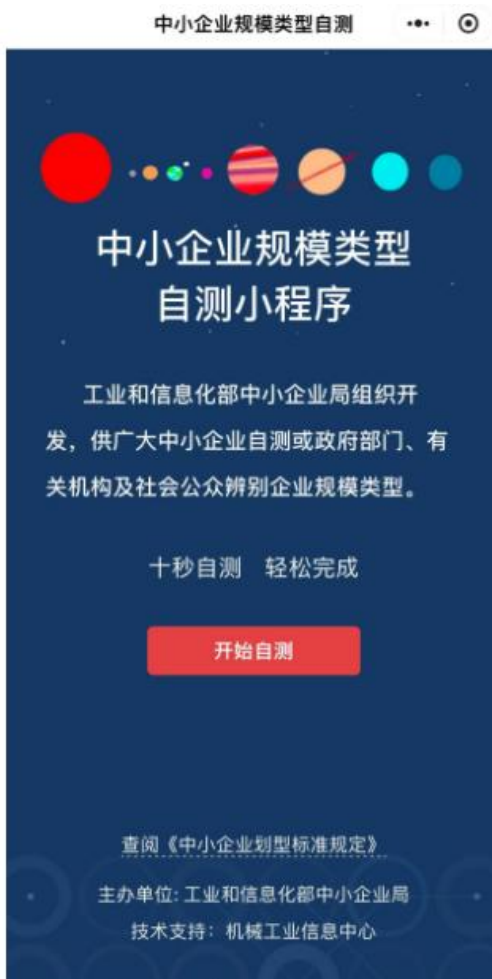 中小企业规模类型自测
中小企业规模类型
自测小程序
工业和信息化部中小企业局组织开
发，供广大中小企业自测或政府部门、有
关机构及社会公众辨别企业规模类型。
十秒自测 轻松完成
开始自测
查阅《中小企业划型标准规定》
主办单位: 工业和信息化部中小企业局
技术支持：机械工业信息中心